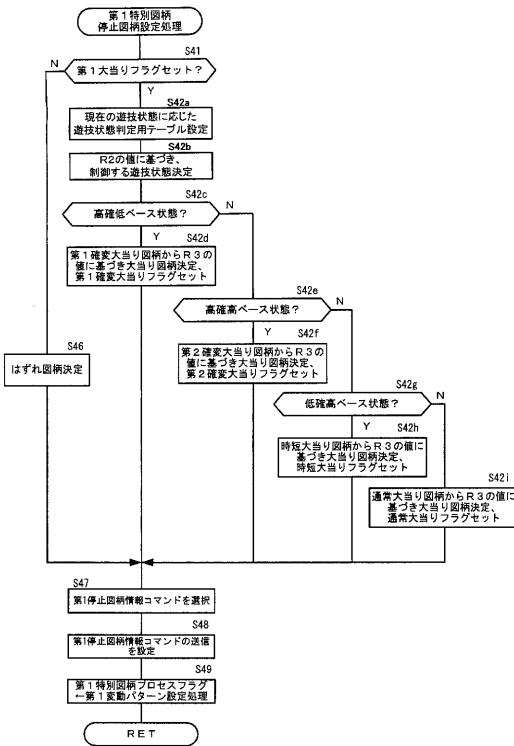 第1特別図柄
停止図柄設定処理
S41
N
第1大当りフラグセット？
Y
S42a
現在の遊技状態に応じた
遊技状態判定用テーブル設定
S42b
R2の値に基づき、
制御する遊技状態決定
S42c
N
高確低ベース状態？
Y
S42d
第1確変大当り図柄からR3の
値に基づき大当り図柄決定、
第1確変大当りフラグセット
S42e
N
高確高ベース状態？
Y
S42f
第2確変大当り図柄からR3の
値に基づき大当り図柄決定、
第2確変大当りフラグセット
S46
はずれ図柄決定
S42g
N
低確高ベース状態？
Y
S42h
時短大当り図柄からR3の値に
基づき大当り図柄決定、
時短大当りフラグセット
S42i
通常大当り図柄からR3の値に
基づき大当り図柄決定、
通常大当りフラグセット
S47
第1停止図柄情報コマンドを選択
S48
第1停止図柄情報コマンドの送信
を設定
S49
第1特別図柄プロセスフラグ
←第1変動パターン設定処理
RET